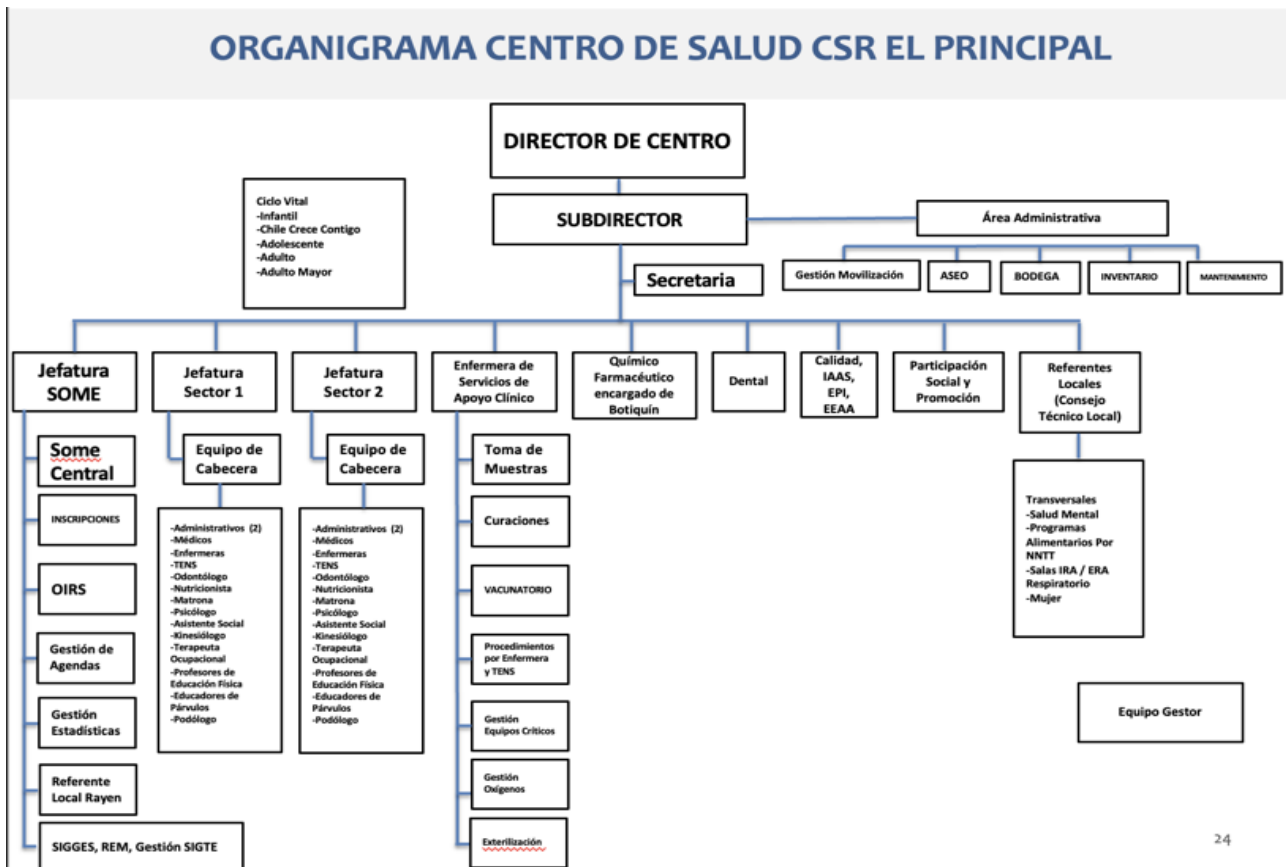 ORGANIGRAMA CENTRO DE SALUD CSR EL PRINCIPAL
DIRECTOR DE CENTRO
Ciclo Vital
-Infantil
-Chile Crece Contigo
-Adolescente
-Adulto
-Adulto Mayor
SUBDIRECTOR
Área Administrativa
Secretaria
Gestión Movilización
ASEO
BODEGA
INVENTARIO
MANTENIMIENTO
Jefatura
SOME
Jefatura
Sector 1
Jefatura
Sector 2
Enfermera de
Servicios de
Apoyo Clínico
Químico
Farmacéutico
encargado de
Botiquín
Dental
Calidad,
IAAS,
EPI,
EEAA
Participación
Social y
Promoción
Referentes
Locales
(Consejo
Técnico Local)
Some
Central
INSCRIPCIONES
OIRS
Gestión de
Agendas
Gestión
Estadísticas
Referente
Local Rayen
SIGGES, REM, Gestión SIGTE
Equipo de
Cabecera
-Administrativos (2)
-Médicos
-Enfermeras
-TENS
-Odontólogo
-Nutricionista
-Matrona
-Psicólogo
-Asistente Social
-Kinesiólogo
-Terapeuta
Ocupacional
-Profesores de
Educación Física
-Educadores de
Párvulos
-Podólogo
Equipo de
Cabecera
-Administrativos (2)
-Médicos
-Enfermeras
-TENS
-Odontólogo
-Nutricionista
-Matrona
-Psicólogo
-Asistente Social
-Kinesiólogo
-Terapeuta
Ocupacional
-Profesores de
Educación Física
-Educadores de
Párvulos
-Podólogo
Toma de
Muestras
Curaciones
VACUNATORIO
Procedimientos
por Enfermera
y TENS
Gestión
Equipos Críticos
Gestión
Oxígenos
Exterilización
Transversales
-Salud Mental
-Programas
Alimentarios Por
NNTT
-Salas IRA / ERA
Respiratorio
-Mujer
Equipo Gestor
24